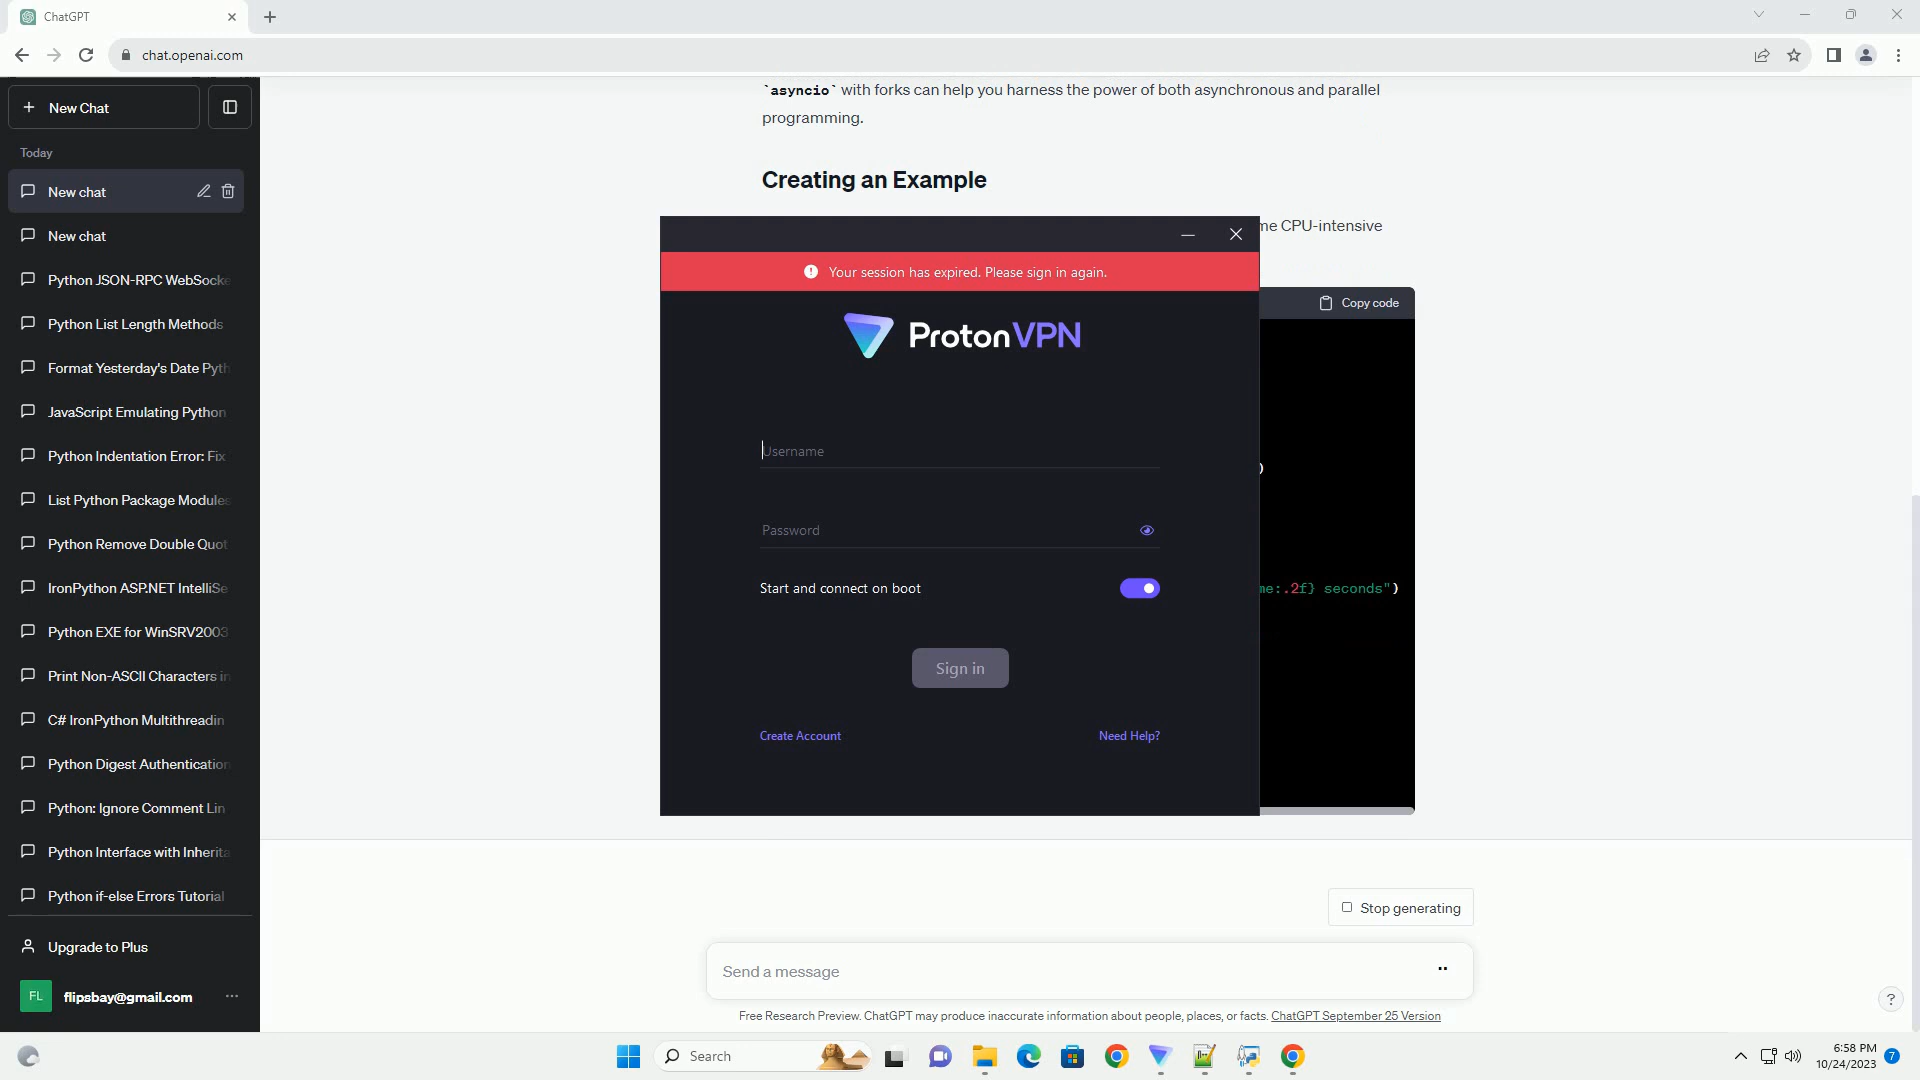 ChatGPT
chat.openai.com
New Chat
Today
New chat
New chat
Python JSON-RPC WebSocke
Python List Length Methods
Format Yesterday's Date Pyth
JavaScript Emulating Python
Python Indentation Error: Fix
List Python Package Modules
Python Remove Double Quot
IronPython ASP.NET IntelliSe
Python EXE for WinSRV2003
Print Non-ASCII Characters in
C# IronPython Multithreadin
Python Digest Authentication
Python: Ignore Comment Lin
Python Interface with Inherita
Python if-else Errors Tutorial
Upgrade to Plus
FL flipsbay@gmail.com
`asyncio` with forks can help you harness the power of both asynchronous and parallel
programming.
Creating an Example
me CPU-intensive
Copy code
)
me:.2f} seconds")
Your session has expired. Please sign in again.
ProtonVPN
Username
Password
Start and connect on boot
Sign in
Create Account
Need Help?
Stop generating
Send a message
Free Research Preview. ChatGPT may produce inaccurate information about people, places, or facts. ChatGPT September 25 Version
?
Search
6:58 PM
10/24/2023
7